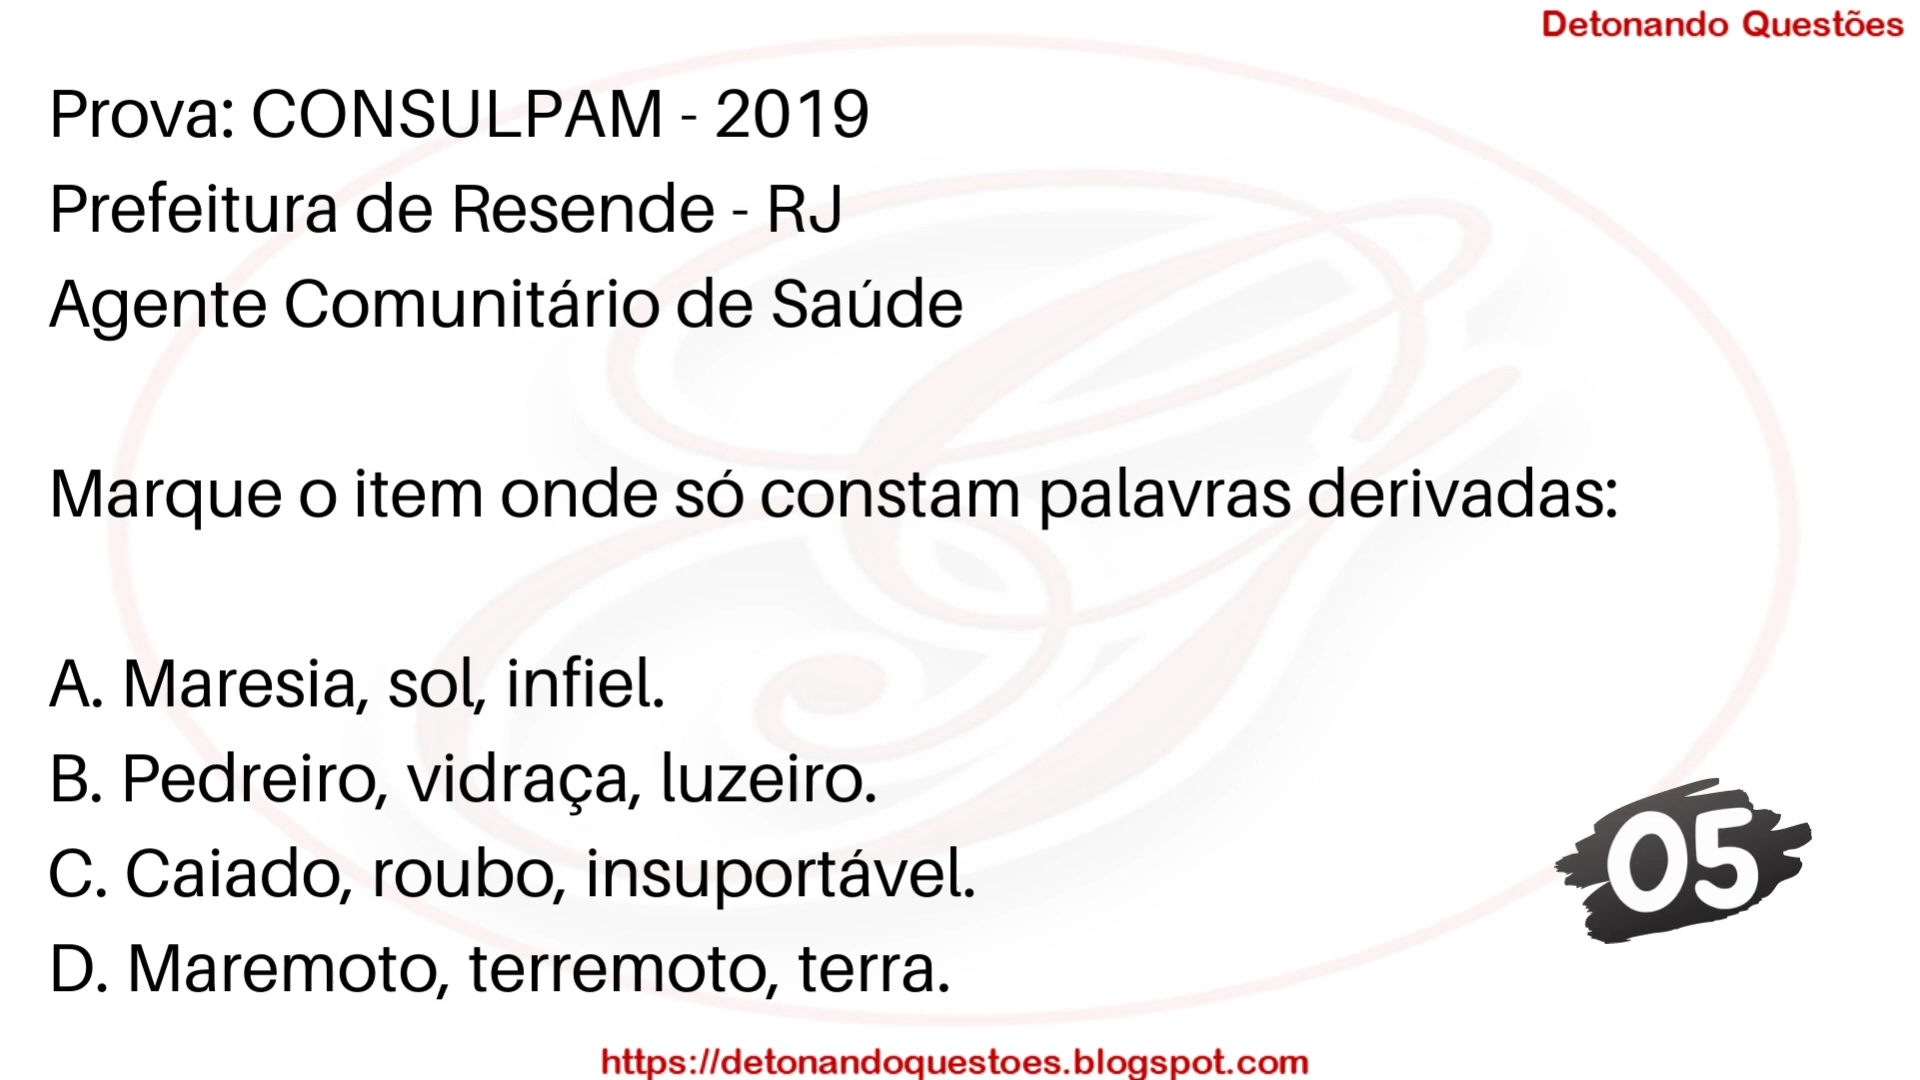 Detonando Questões
Prova: CONSULPAM - 2019
Prefeitura de Resende - RJ
Agente Comunitário de Saúde
Marque o item onde só constam palavras derivadas:
A. Maresia, sol, infiel.
B. Pedreiro, vidraça, luzeiro.
C. Caiado, roubo, insuportável.
D. Maremoto, terremoto, terra.
05
https://detonandoquestoes.blogspot.com